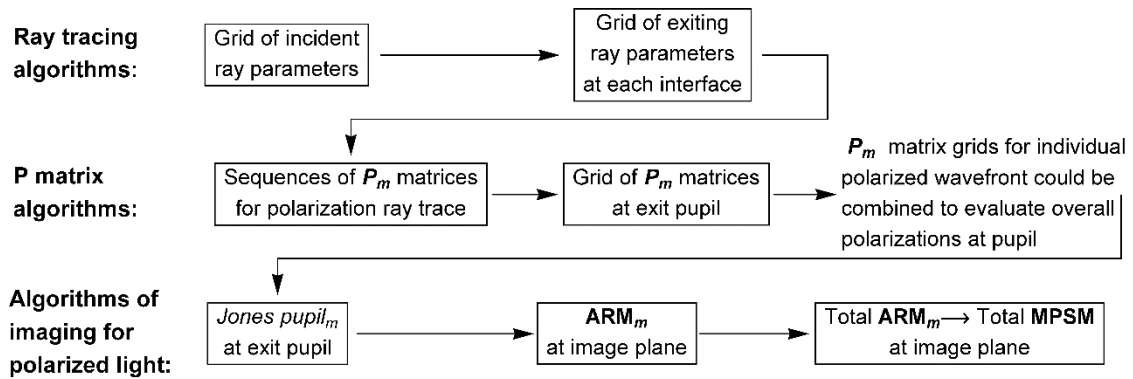 Ray tracing
algorithms:
Grid of incident
ray parameters
Grid of exiting
ray parameters
at each interface
P matrix
algorithms:
Sequences of Pm matrices
for polarization ray trace
Grid of Pm matrices
at exit pupil
Pm matrix grids for individual
polarized wavefront could be
combined to evaluate overall
polarizations at pupil
Algorithms of
imaging for
polarized light:
Jones pupilm
at exit pupil
ARMm
at image plane
Total ARMm→ Total MPSM
at image plane